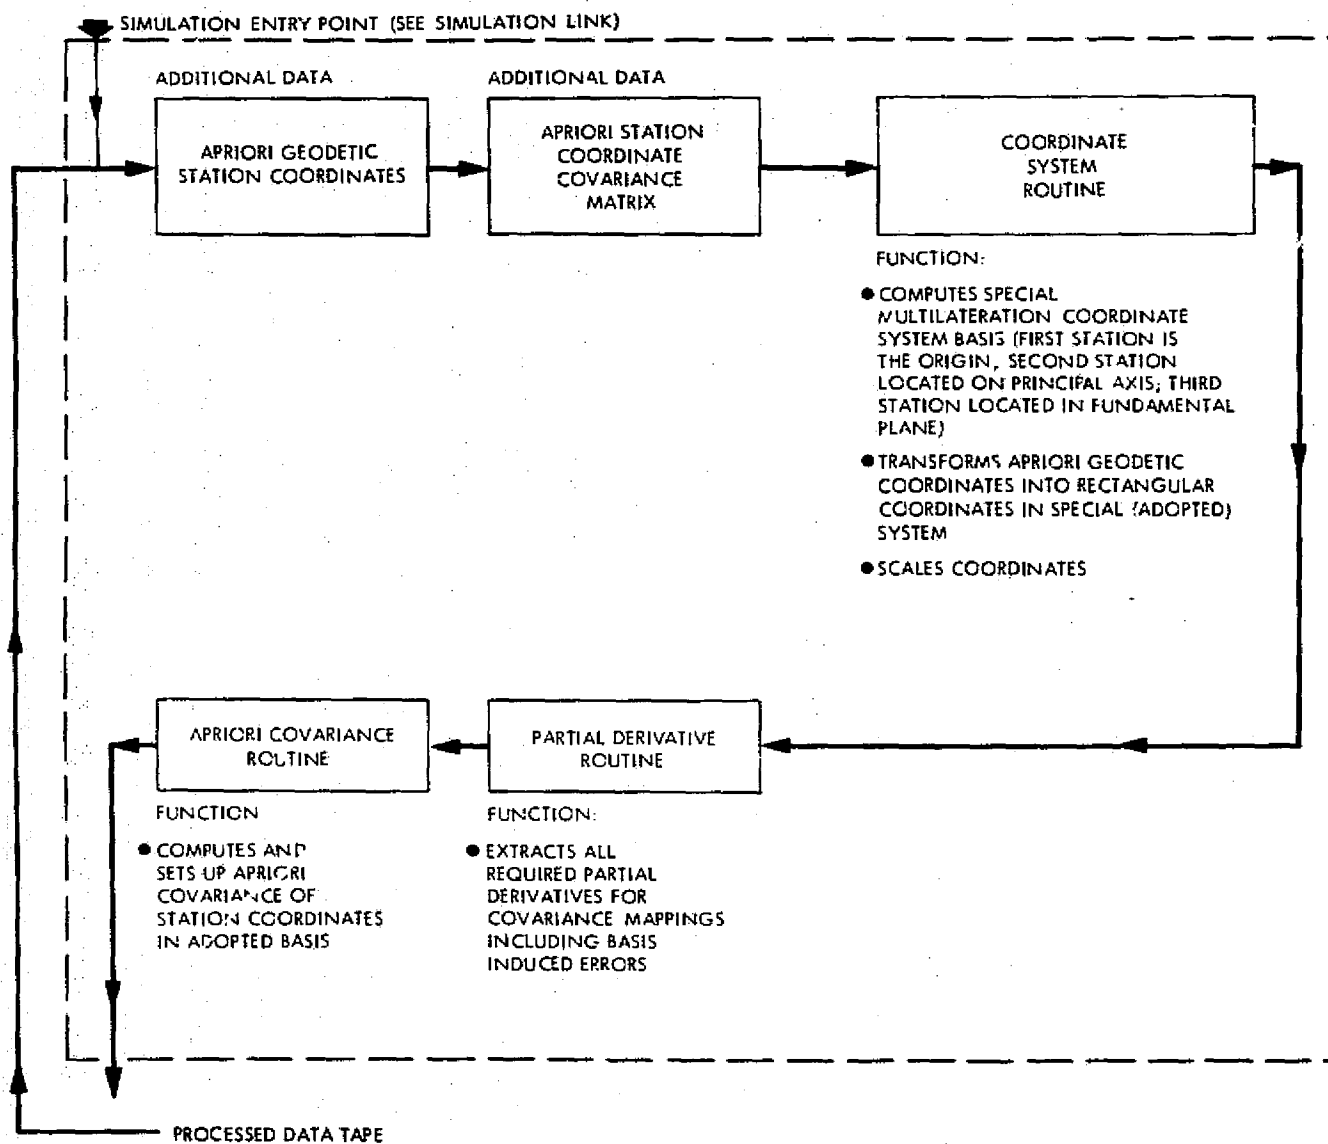 SIMULATION ENTRY POINT (SEE SIMULATION LINK)
ADDITIONAL DATA
APRIORI GEODETIC
STATION COORDINATES
ADDITIONAL DATA
APRIORI STATION
COORDINATE
COVARIANCE
MATRIX
COORDINATE
SYSTEM
ROUTINE
FUNCTION:
● COMPUTES SPECIAL
MULTILATERATION COORDINATE
SYSTEM BASIS (FIRST STATION IS
THE ORIGIN, SECOND STATION
LOCATED ON PRINCIPAL AXIS; THIRD
STATION LOCATED IN FUNDAMENTAL
PLANE)
● TRANSFORMS APRIORI GEODETIC
COORDINATES INTO RECTANGULAR
COORDINATES IN SPECIAL (ADOPTED)
SYSTEM
● SCALES COORDINATES
APRIORI COVARIANCE
ROUTINE
FUNCTION
● COMPUTES AND
SETS UP APRIORI
COVARIANCE OF
STATION COORDINATES
IN ADOPTED BASIS
PARTIAL DERIVATIVE
ROUTINE
FUNCTION:
● EXTRACTS ALL
REQUIRED PARTIAL
DERIVATIVES FOR
COVARIANCE MAPPINGS
INCLUDING BASIS
INDUCED ERRORS
PROCESSED DATA TAPE